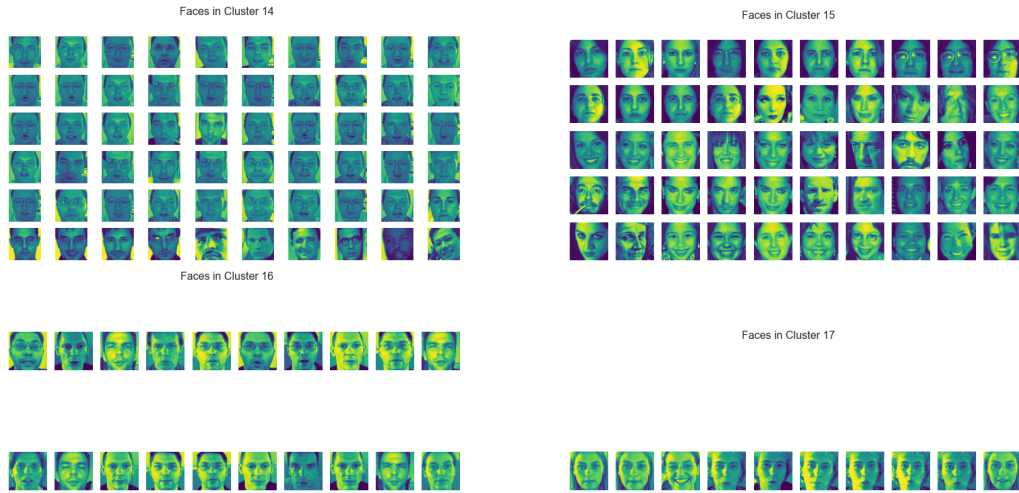 Faces in Cluster 14
Faces in Cluster 15
Faces in Cluster 16
Faces in Cluster 17